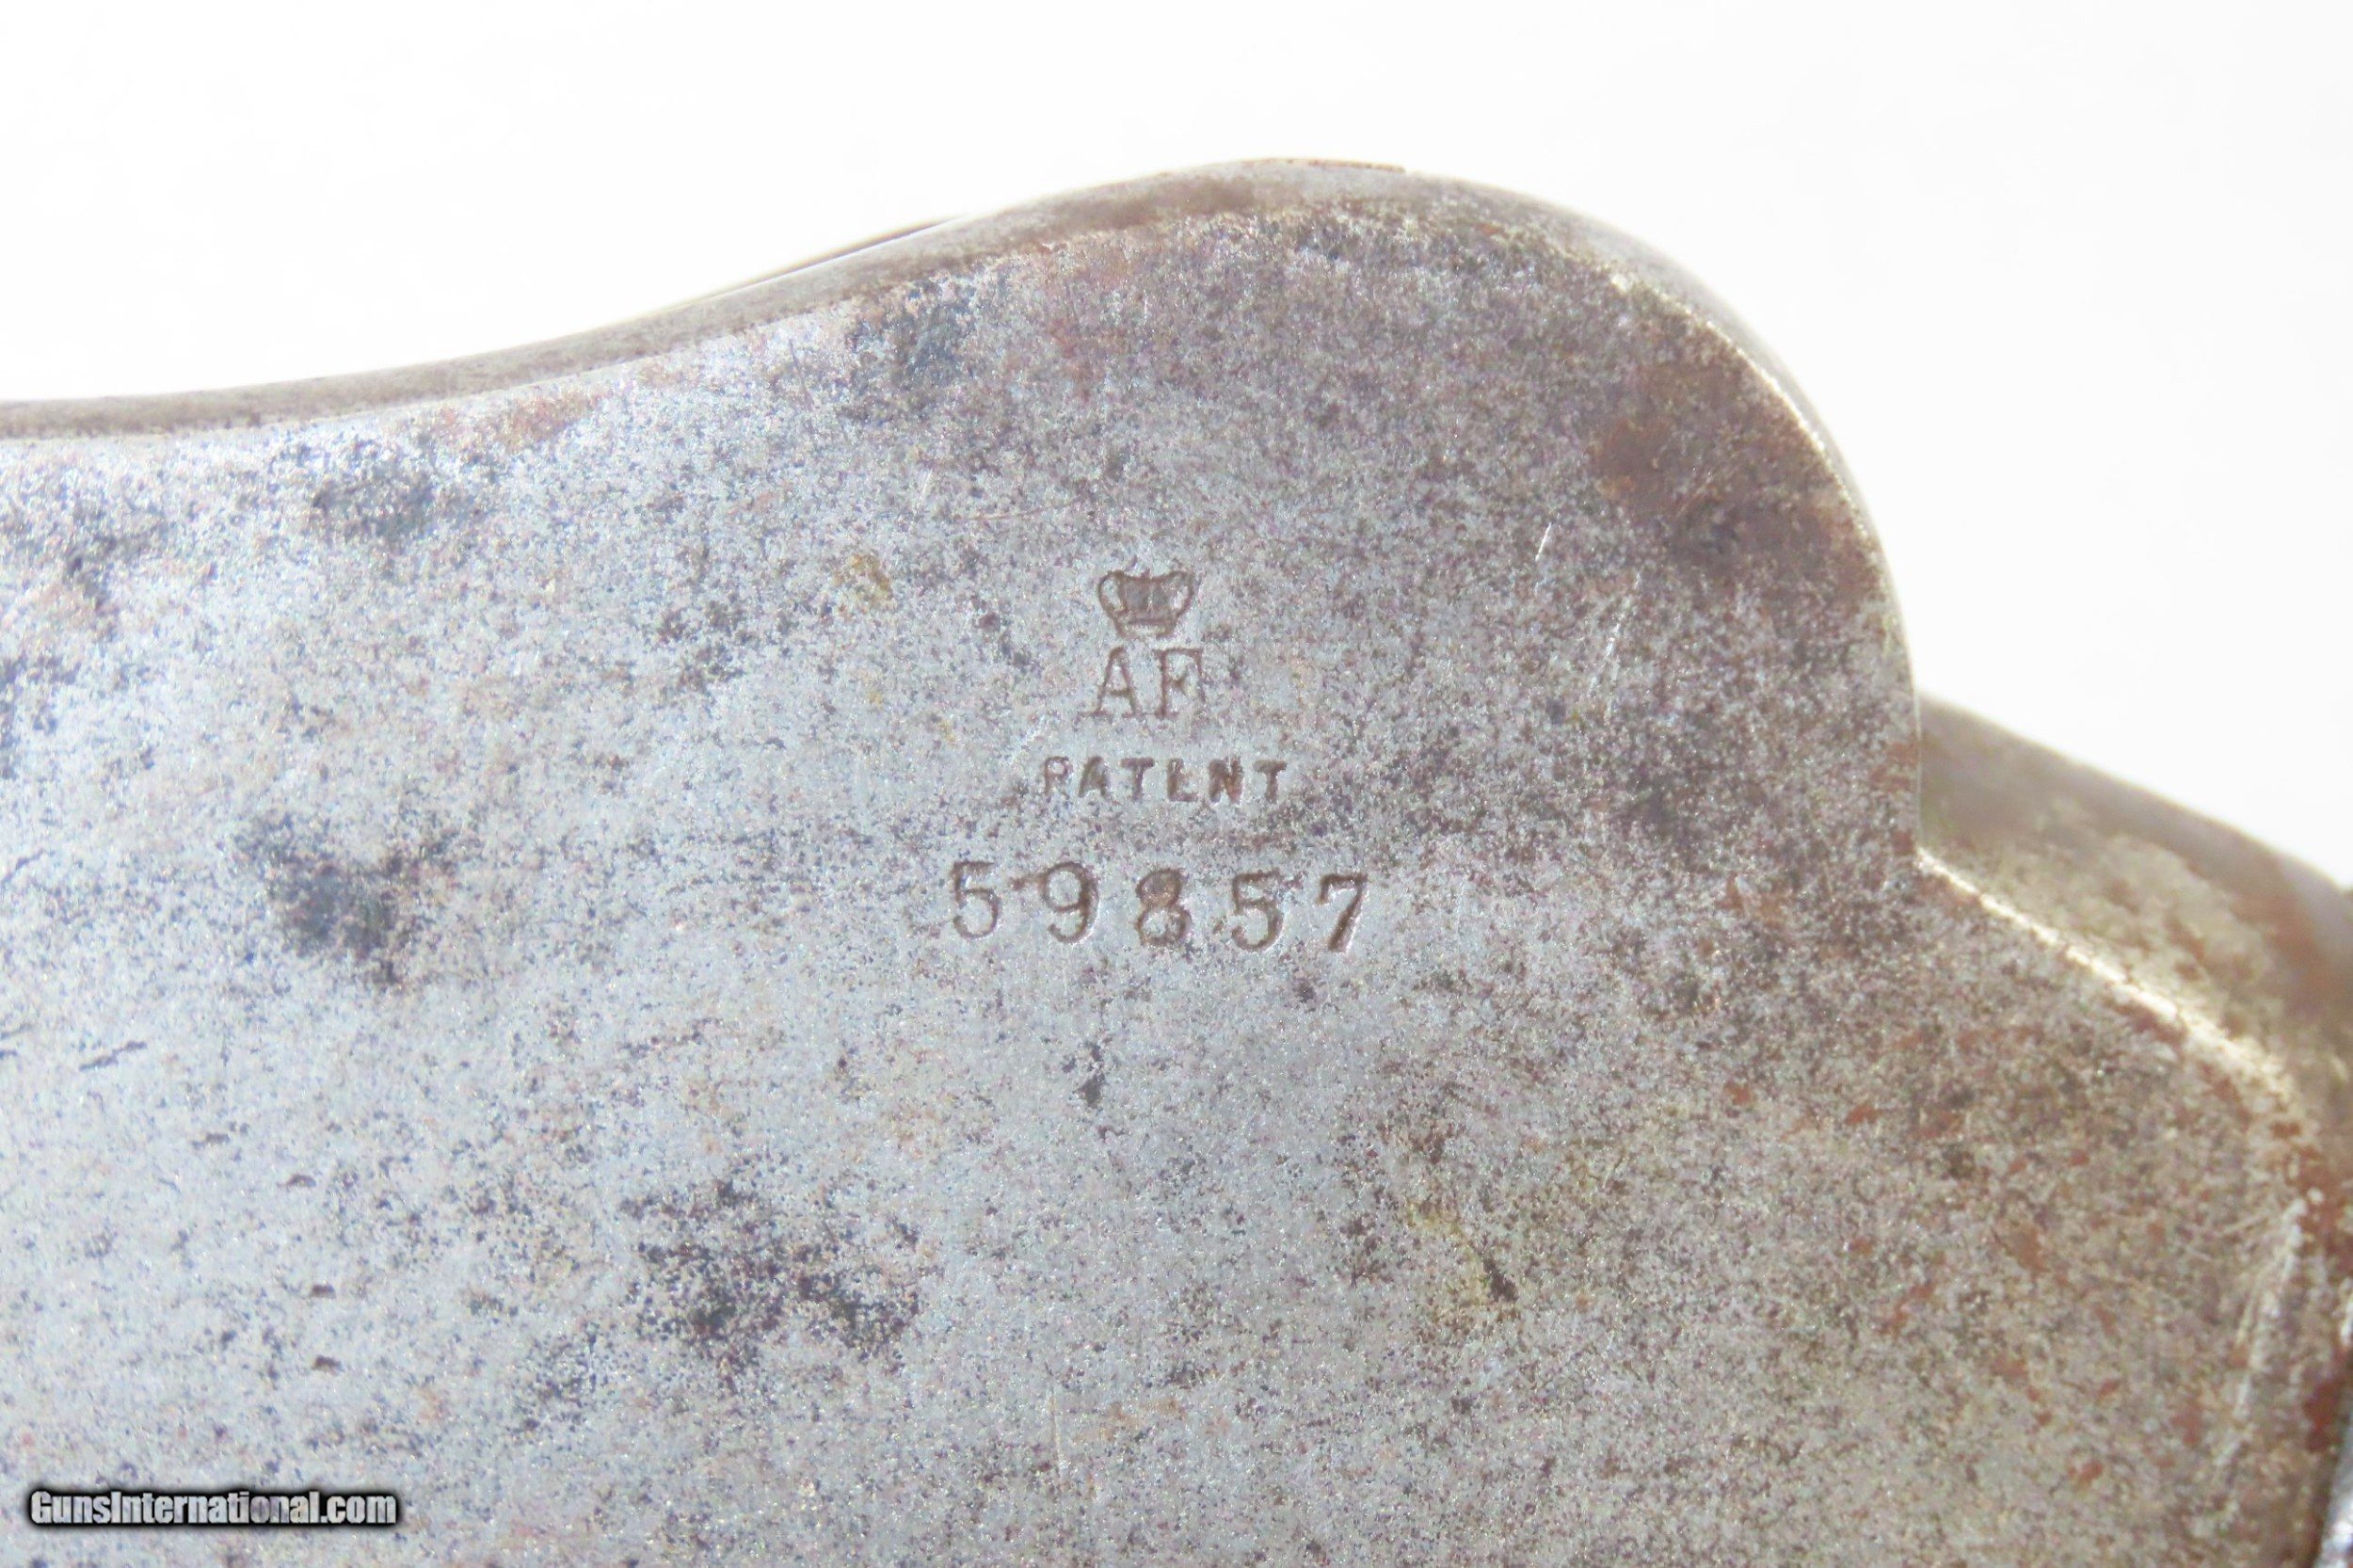 AF
PATENT
59857
GunsInternational.com